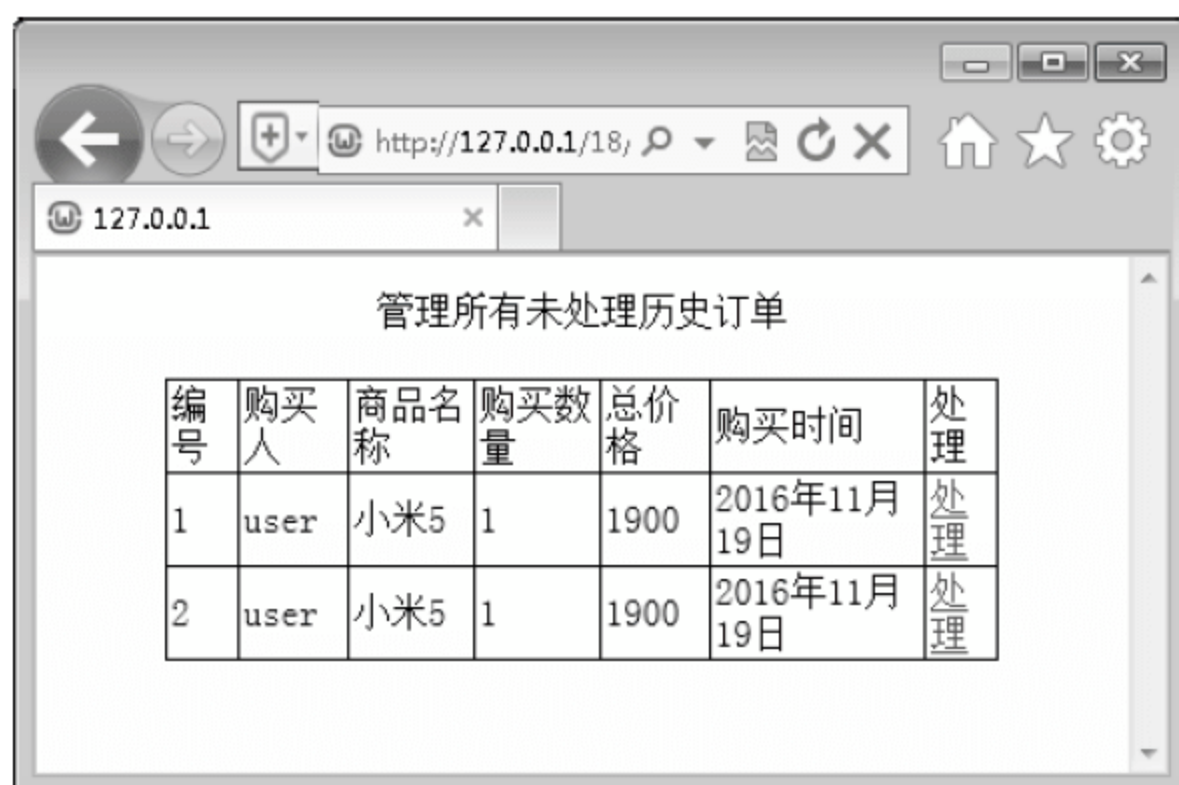 http://127.0.0.1/18/
127.0.0.1
管理所有未处理历史订单
编号 购买人 商品名称 购买数量 总价格 购买时间 处理
1 user 小米5 1 1900 2016年11月19日 处理
2 user 小米5 1 1900 2016年11月19日 处理